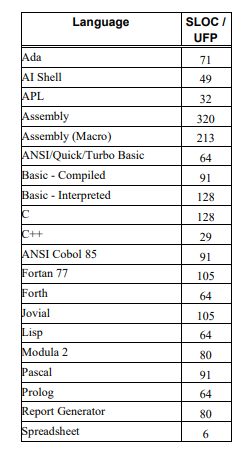 Language SLOC /
UFP
Ada 71
AI Shell 49
APL 32
Assembly 320
Assembly (Macro) 213
ANSI/Quick/Turbo Basic 64
Basic - Compiled 91
Basic - Interpreted 128
C 128
C++ 29
ANSI Cobol 85 91
Fortan 77 105
Forth 64
Jovial 105
Lisp 64
Modula 2 80
Pascal 91
Prolog 64
Report Generator 80
Spreadsheet 6